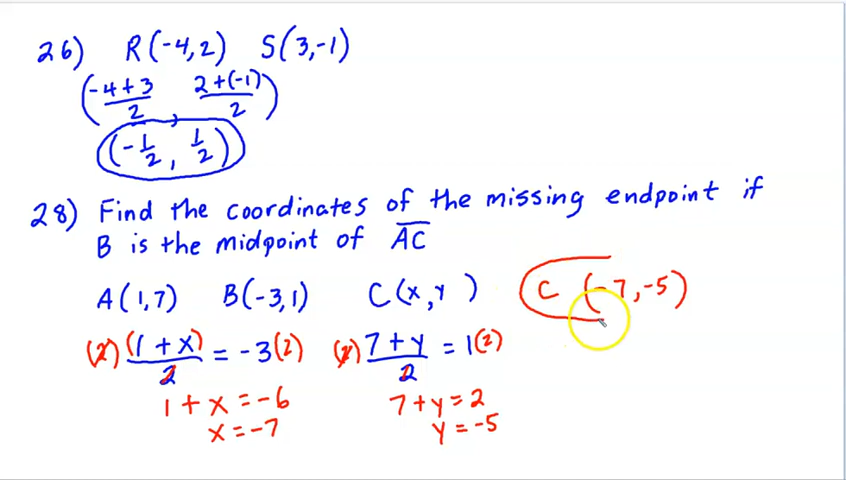 26) R(-4,2) S(3,-1)
(-4+3/2, 2+(-1)/2)
(-1/2, 1/2)
28) Find the coordinates of the missing endpoint if
B is the midpoint of AC
A(1,7) B(-3,1) C(x,y) C (-7,-5)
(2)(1+x)/2 = -3(2) (2)7+y/2 = 1(2)
1+x=-6 7+y=2
x=-7 y=-5